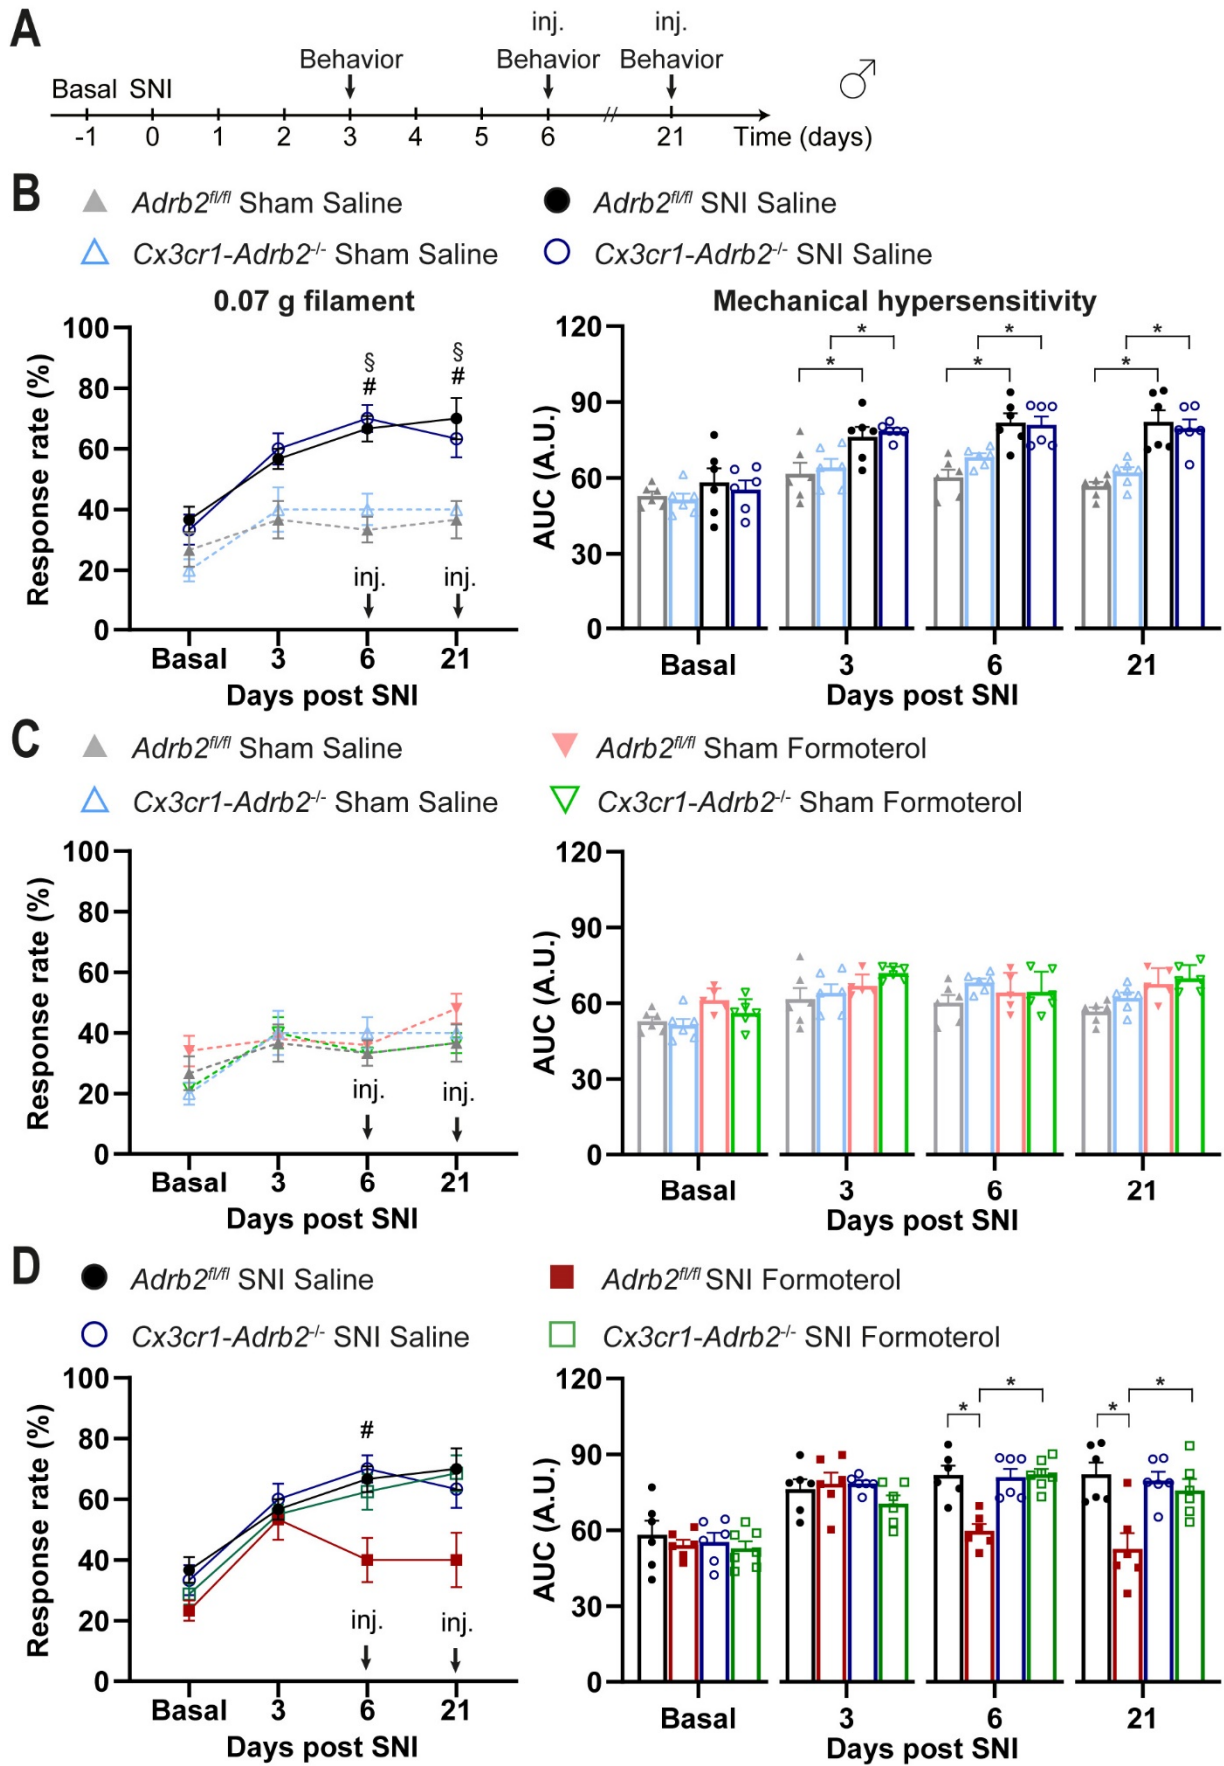 A
inj. inj.
Behavior Behavior Behavior
Basal SNI
-1 0 1 2 3 4 5 6 // 21 Time (days)
B
Adrb2fl/fl Sham Saline
Adrb2fl/fl SNI Saline
Cx3cr1-Adrb2-/- Sham Saline
Cx3cr1-Adrb2-/- SNI Saline
0.07 g filament
Mechanical hypersensitivity
Response rate (%)
100
80
60
40
20
0
§ §
# #
inj. inj.
Basal 3 6 21
Days post SNI
AUC (A.U.)
120
90
60
30
0
* * *
* * *
Basal 3 6 21
Days post SNI
C
Adrb2fl/fl Sham Saline
Adrb2fl/fl Sham Formoterol
Cx3cr1-Adrb2-/- Sham Saline
Cx3cr1-Adrb2-/- Sham Formoterol
Response rate (%)
100
80
60
40
20
0
inj. inj.
Basal 3 6 21
Days post SNI
AUC (A.U.)
120
90
60
30
0
Basal 3 6 21
Days post SNI
D
Adrb2fl/fl SNI Saline
Adrb2fl/fl SNI Formoterol
Cx3cr1-Adrb2-/- SNI Saline
Cx3cr1-Adrb2-/- SNI Formoterol
Response rate (%)
100
80
60
40
20
0
#
inj. inj.
Basal 3 6 21
Days post SNI
AUC (A.U.)
120
90
60
30
0
* *
* *
Basal 3 6 21
Days post SNI